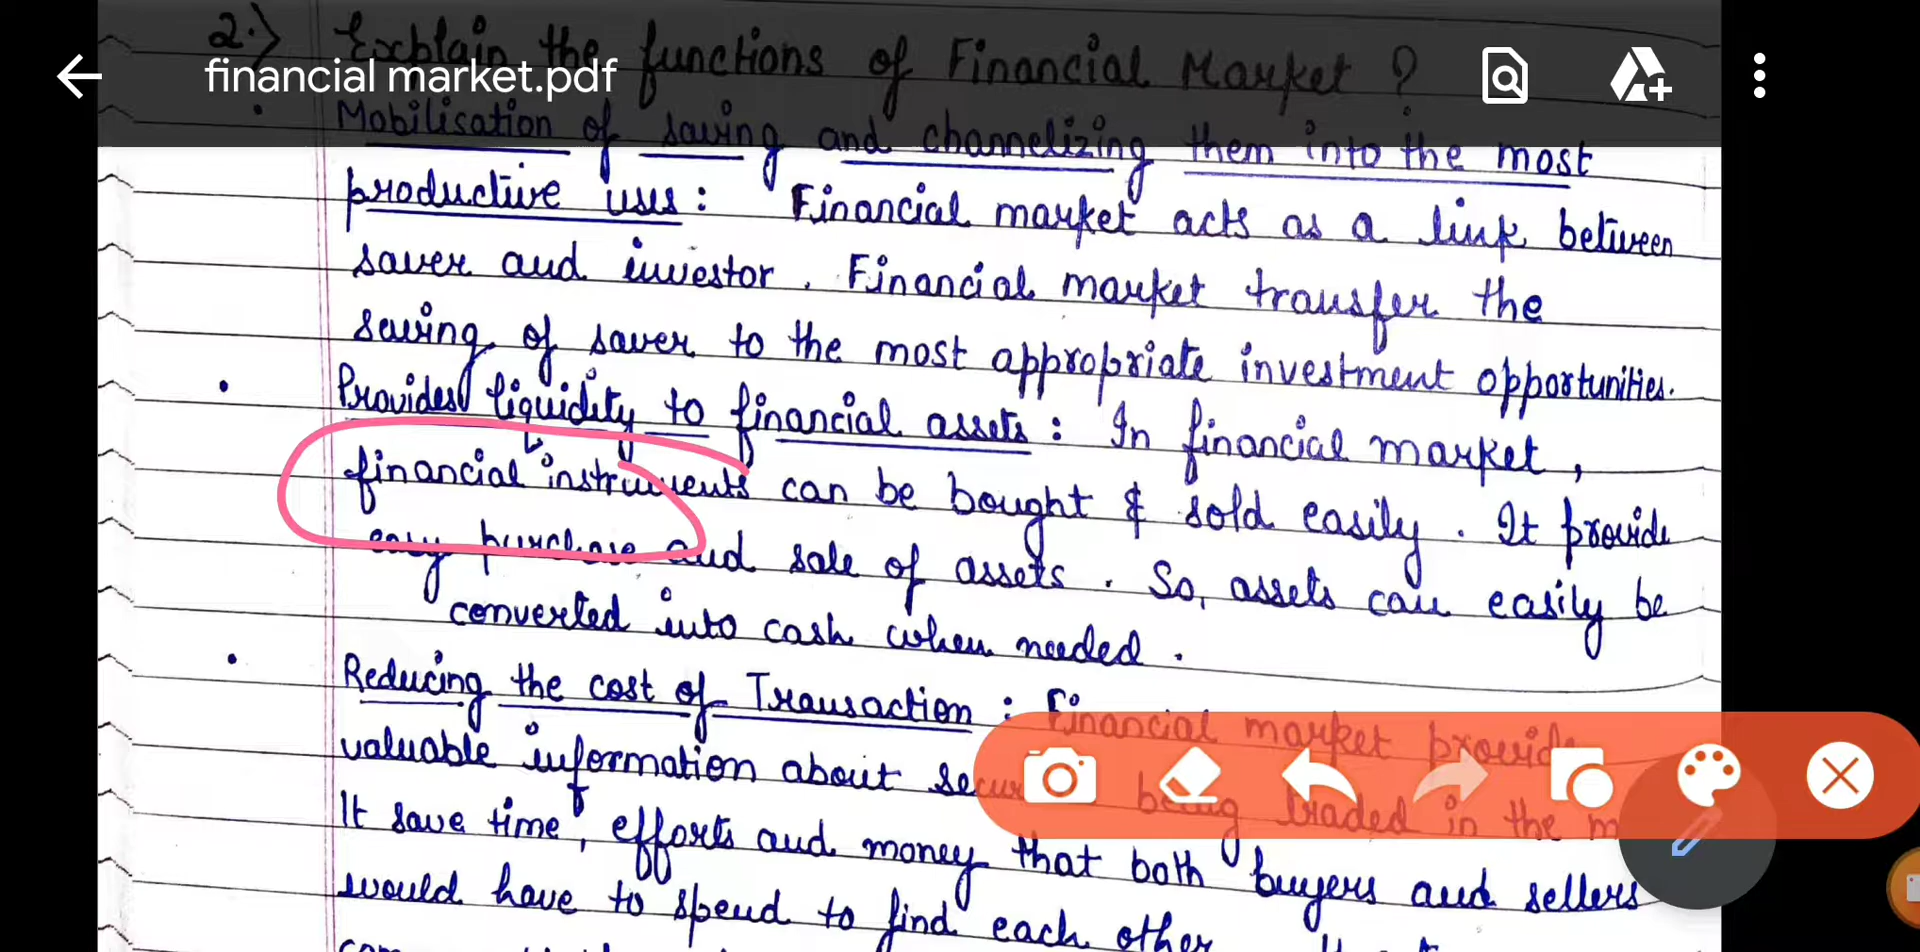 2.) Explain the functions of Financial Market ?
financial market.pdf
Mobilisation of saving and channelizing them into the most
productive uses : Financial market acts as a link between
saver and investor. Financial market transfer the
saving of saver to the most appropriate investment opportunities.
Provides liquidity to financial assets : In financial market,
financial instruments can be bought & sold easily. It provide
easy purchase and sale of assets. So, assets can easily be
converted into cash when needed.
Reducing the cost of Transaction : Financial market provide
valuable information about being traded in the
It save time, efforts and money that both buyers and sellers
would have to spend to find each other